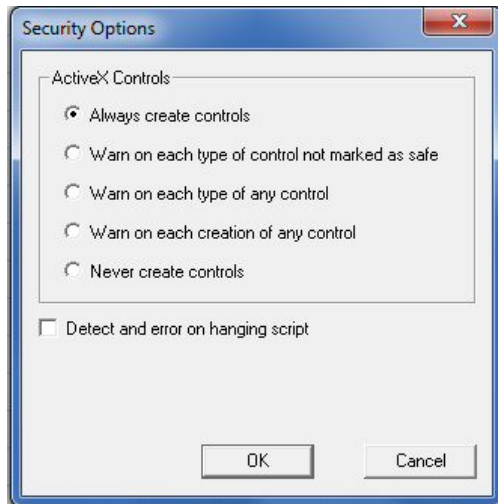 Security Options
ActiveX Controls
Always create controls
Warn on each type of control not marked as safe
Warn on each type of any control
Warn on each creation of any control
Never create controls
Detect and error on hanging script
OK Cancel